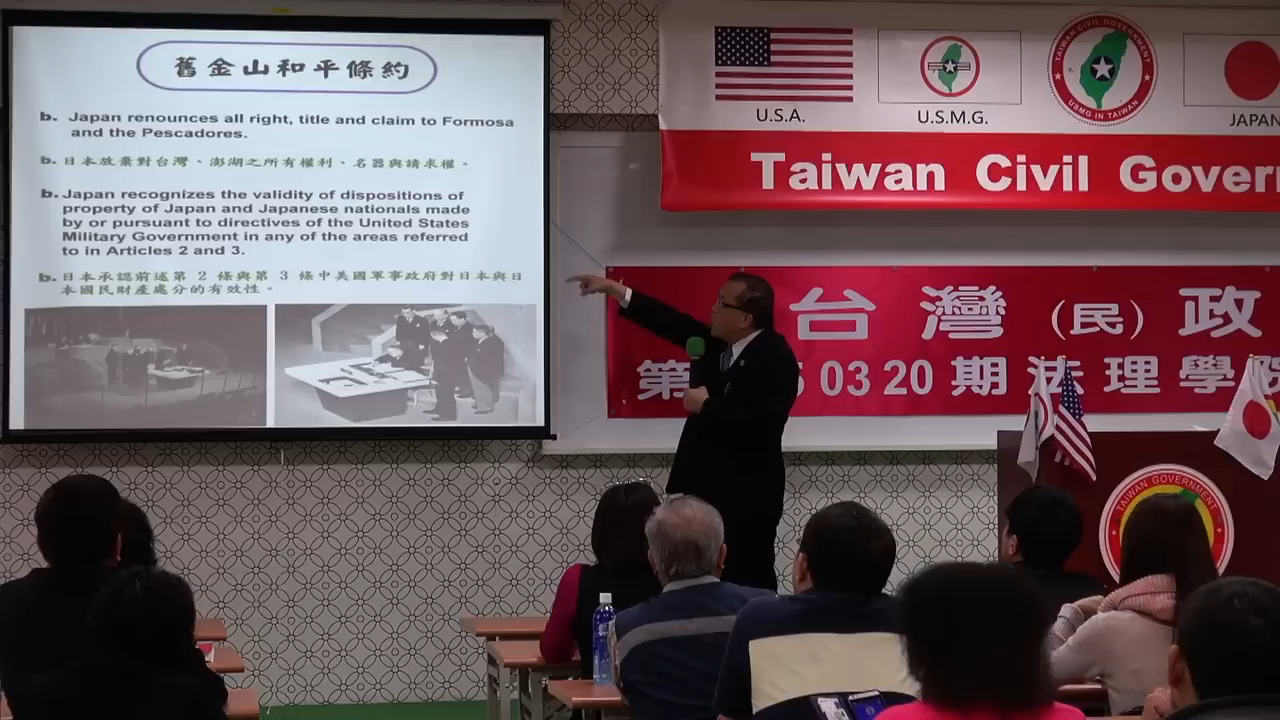 舊金山和平條約
b. Japan renounces all right, title and claim to Formosa
and the Pescadores.
b. 日本放棄對台灣、澎湖之所有權利、名器與請求權。
b. Japan recognizes the validity of dispositions of
property of Japan and Japanese nationals made
by or pursuant to directives of the United States
Military Government in any of the areas referred
to in Articles 2 and 3.
b. 日本承認前述第2條與第3條中美國軍事政府對日本與日
本國民財產處分的有效性。
U.S.A.
U.S.M.G.
TAIWAN CIVIL GOVERNMENT
USMG IN TAIWAN
JAPAN
Taiwan Civil Govern
台灣(民)政
第 5 03 20 期 法理學院
TAIWAN GOVERNMENT